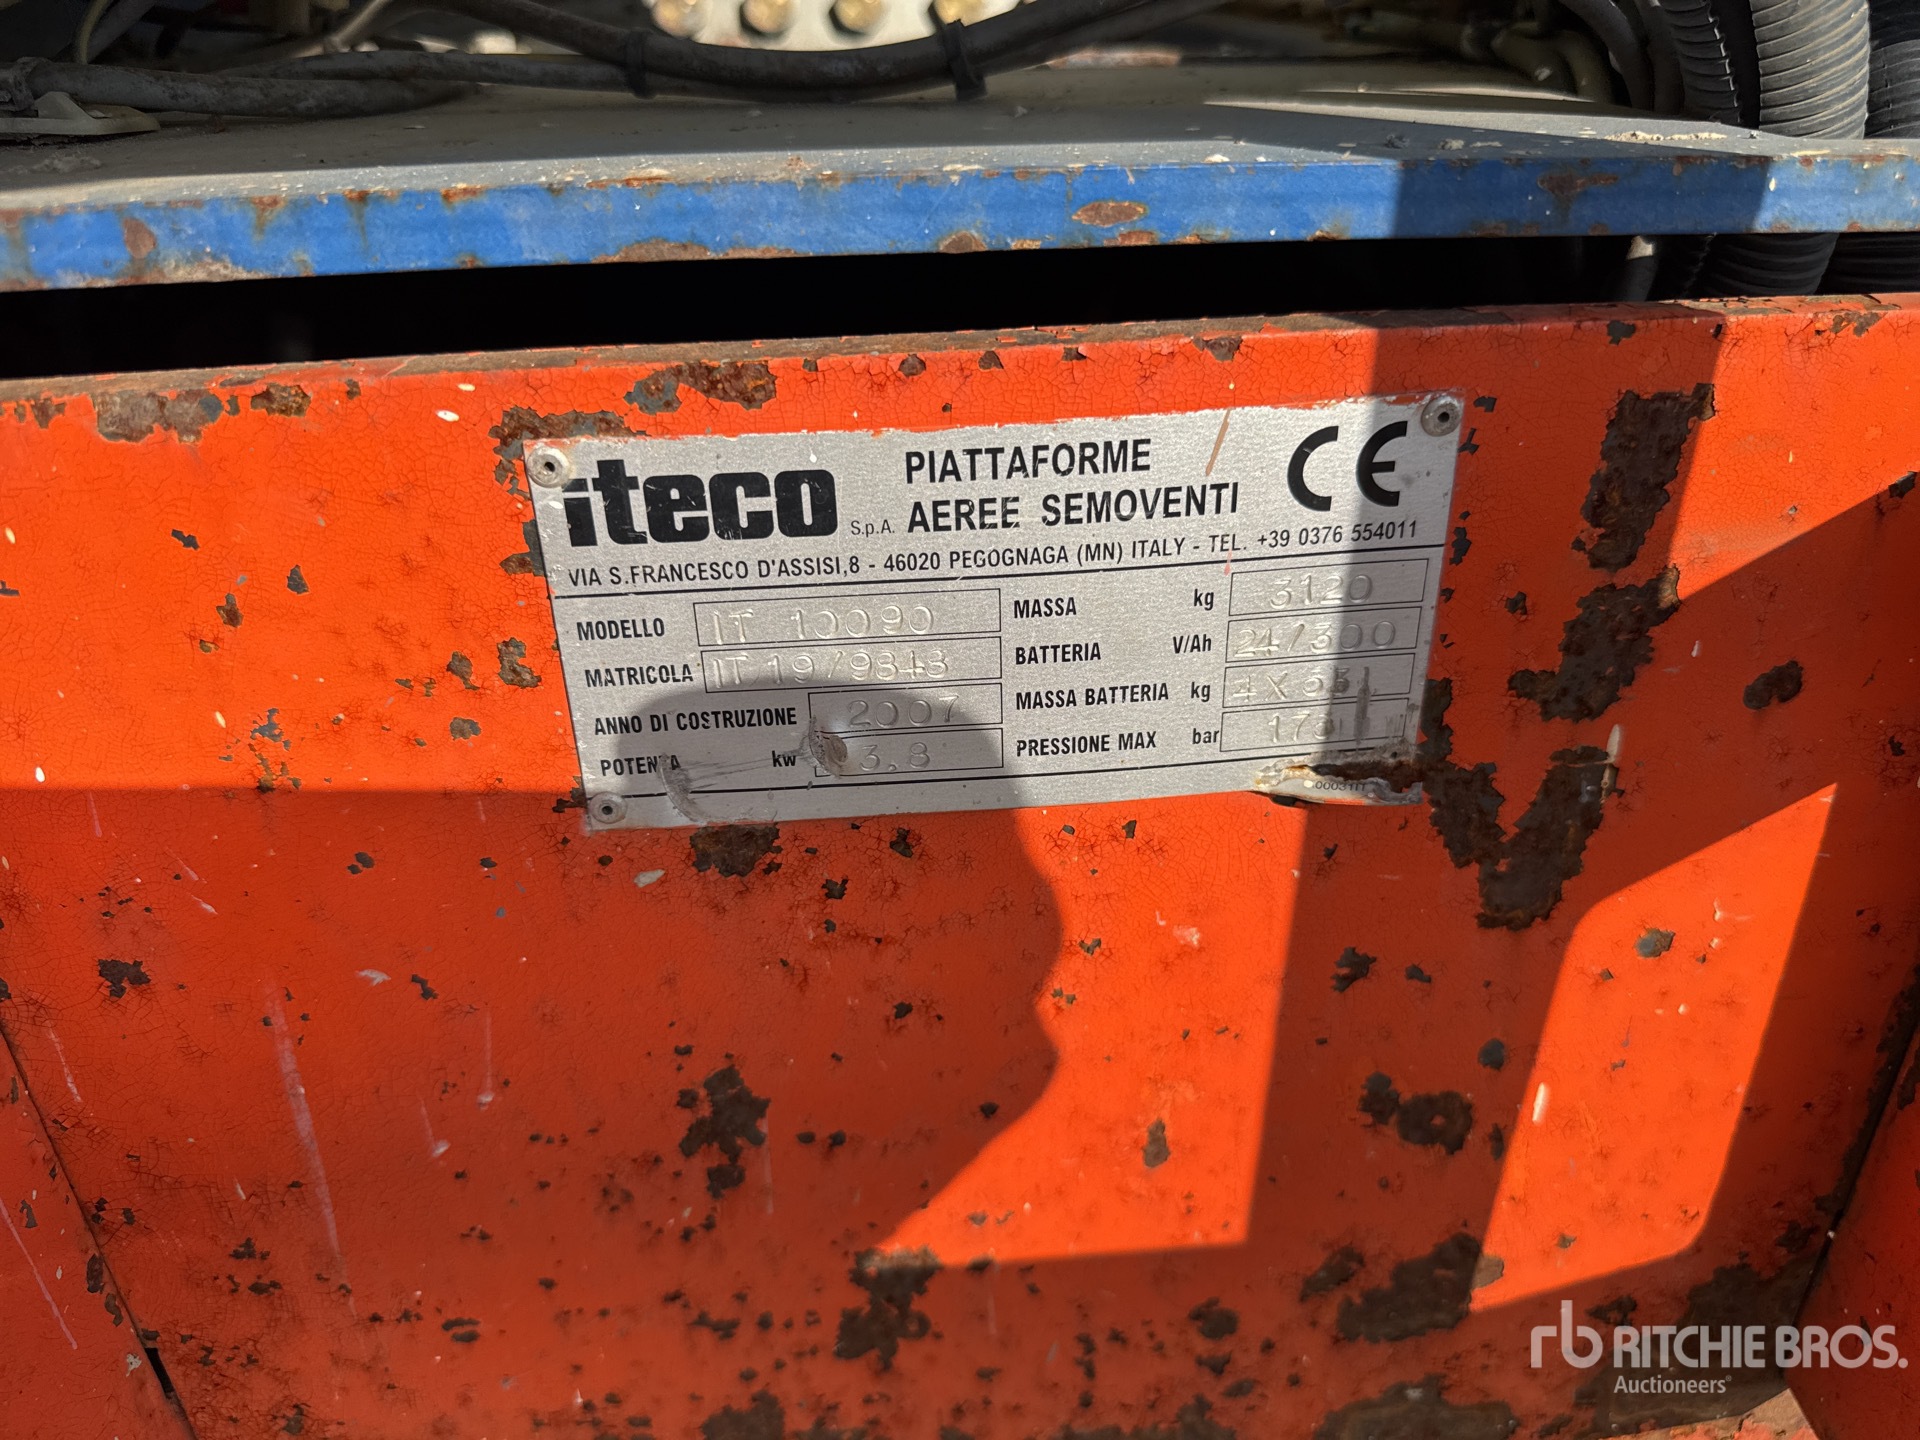 iteco S.p.A.
PIATTAFORME
AEREE SEMOVENTI
CE
VIA S.FRANCESCO D'ASSISI,8 - 46020 PEGOGNAGA (MN) ITALY - TEL. +39 0376 554011
MODELLO IT 10090
MATRICOLA IT 19/9848
ANNO DI COSTRUZIONE 2007
POTENZA kw 3.8
MASSA kg 3120
BATTERIA V/Ah 24/300
MASSA BATTERIA kg
PRESSIONE MAX bar
rb RITCHIE BROS.
Auctioneers